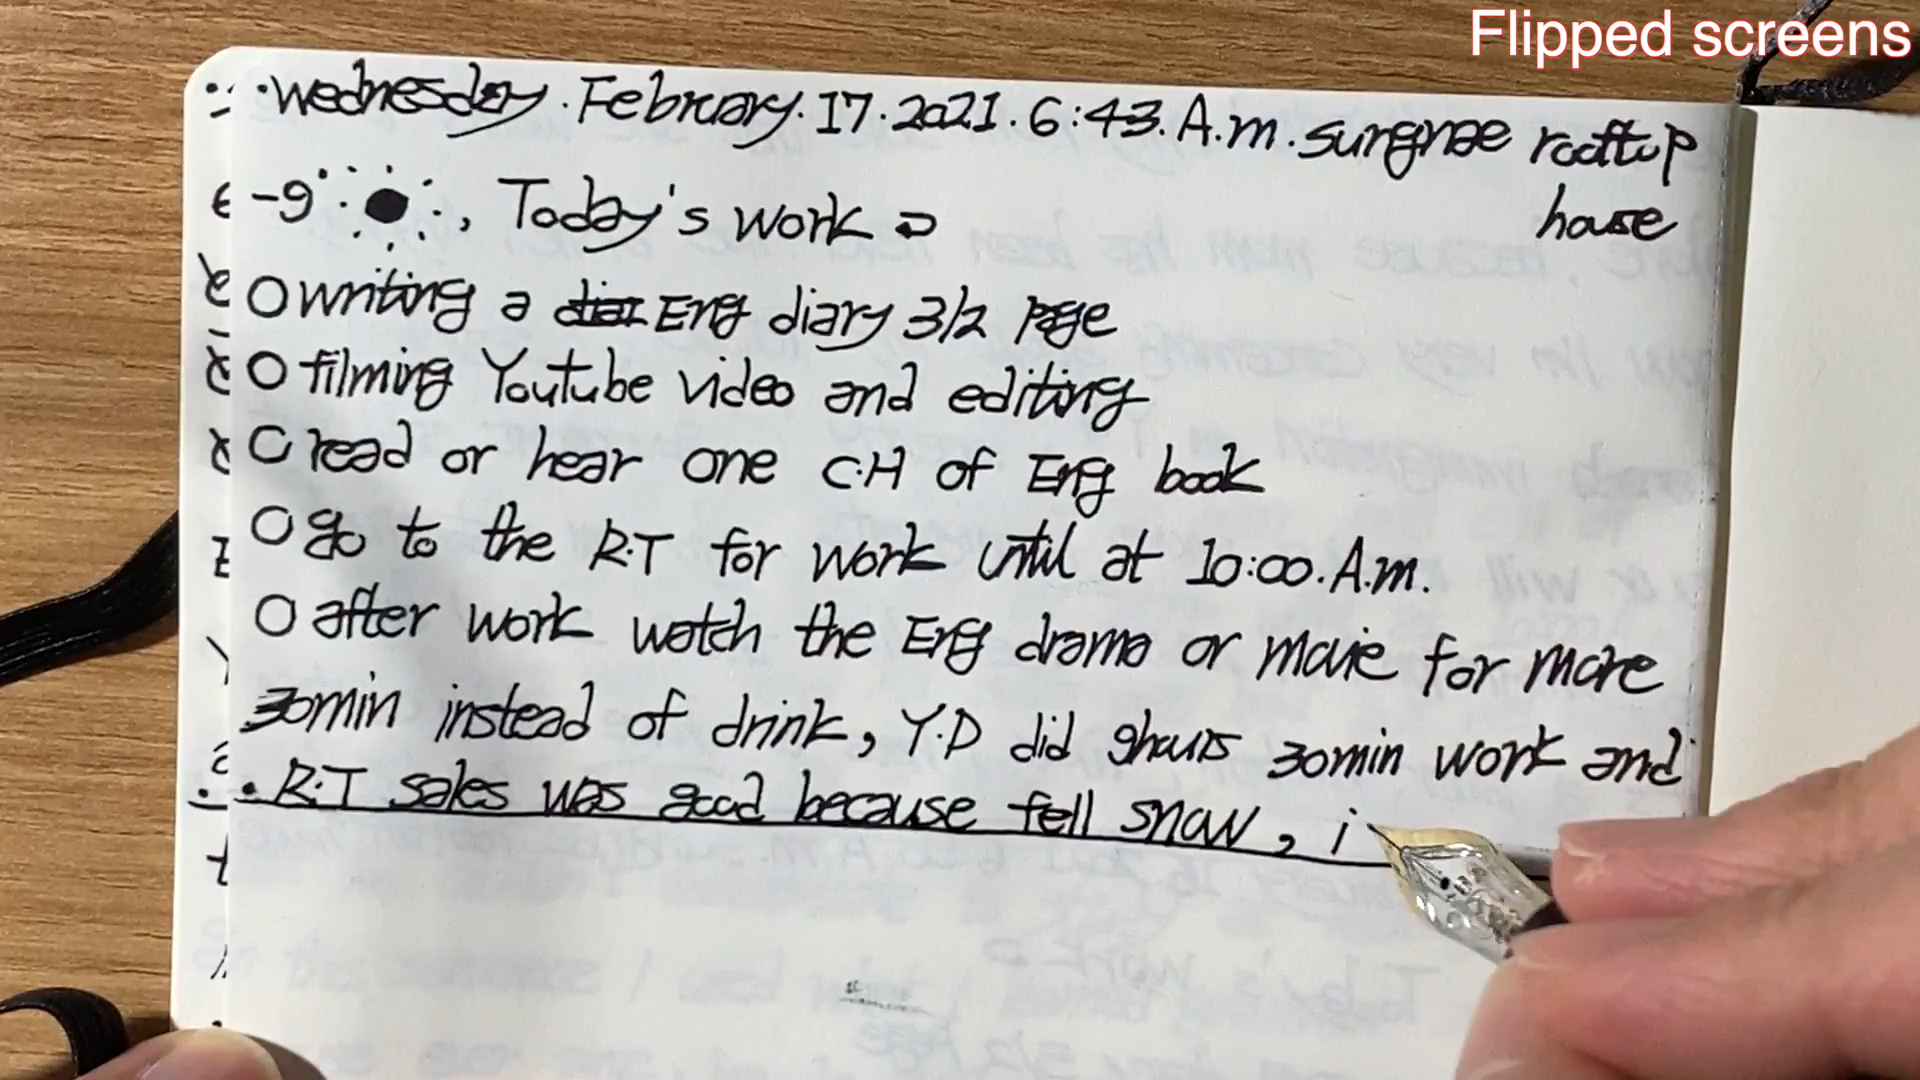 Flipped screens
· Wednesday. February. 17. 2021. 6:43. A.m. surgnae rooftop
house
-9° , Today's work
O writing a Eng diary 3/2 page
O filming Youtube video and editing
O read or hear one C.H of Eng book
O go to the R.T for work until at 10:00. A.m.
O after work watch the Eng drama or movie for more
30min instead of drink, Y.D did 9hours 30min work and
· R.T sales was good because fell snow, i